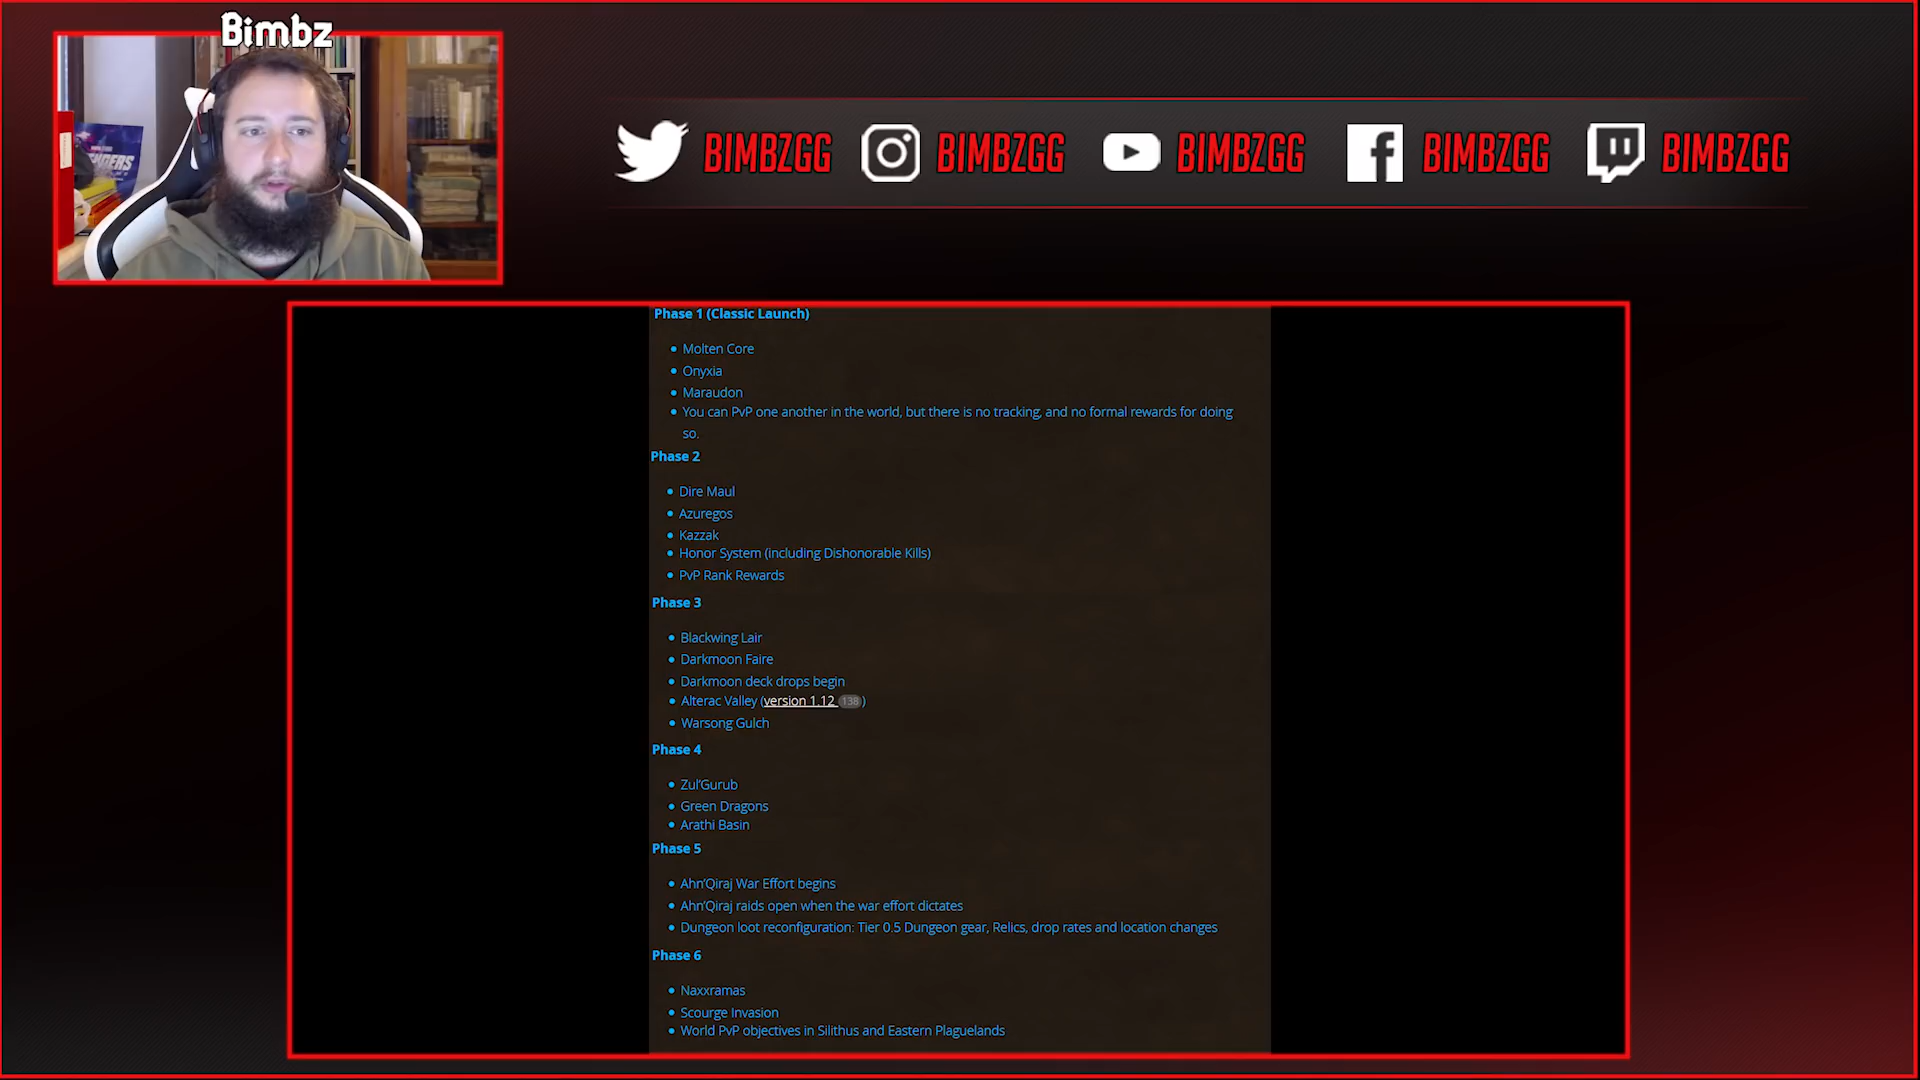 Bimbz
BIMBZGG BIMBZGG BIMBZGG BIMBZGG BIMBZGG
Phase 1 (Classic Launch)
Molten Core
Onyxia
Maraudon
You can PvP one another in the world, but there is no tracking, and no formal rewards for doing
so.
Phase 2
Dire Maul
Azuregos
Kazzak
Honor System (including Dishonorable Kills)
PvP Rank Rewards
Phase 3
Blackwing Lair
Darkmoon Faire
Darkmoon deck drops begin
Alterac Valley (version 1.12 138)
Warsong Gulch
Phase 4
Zul'Gurub
Green Dragons
Arathi Basin
Phase 5
Ahn'Qiraj War Effort begins
Ahn'Qiraj raids open when the war effort dictates
Dungeon loot reconfiguration: Tier 0.5 Dungeon gear, Relics, drop rates and location changes
Phase 6
Naxxramas
Scourge Invasion
World PvP objectives in Silithus and Eastern Plaguelands